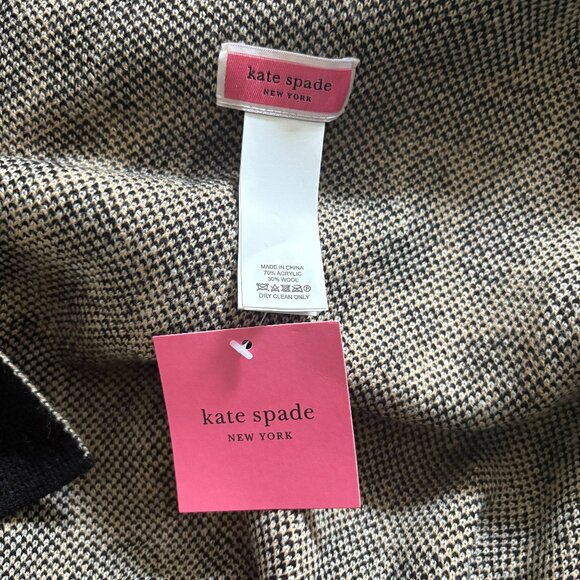 kate spade
NEW YORK
MADE IN CHINA
70% ACRYLIC
30% WOOL
DRY CLEAN ONLY
kate spade
NEW YORK